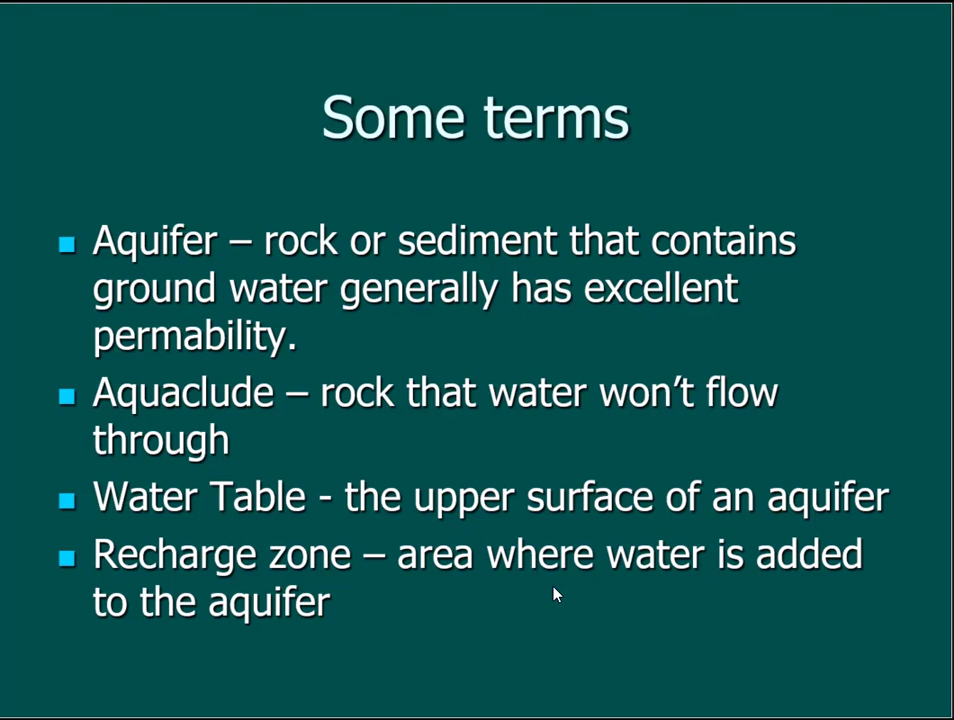 Some terms
Aquifer – rock or sediment that contains
ground water generally has excellent
permability.
Aquaclude – rock that water won’t flow
through
Water Table - the upper surface of an aquifer
Recharge zone – area where water is added
to the aquifer